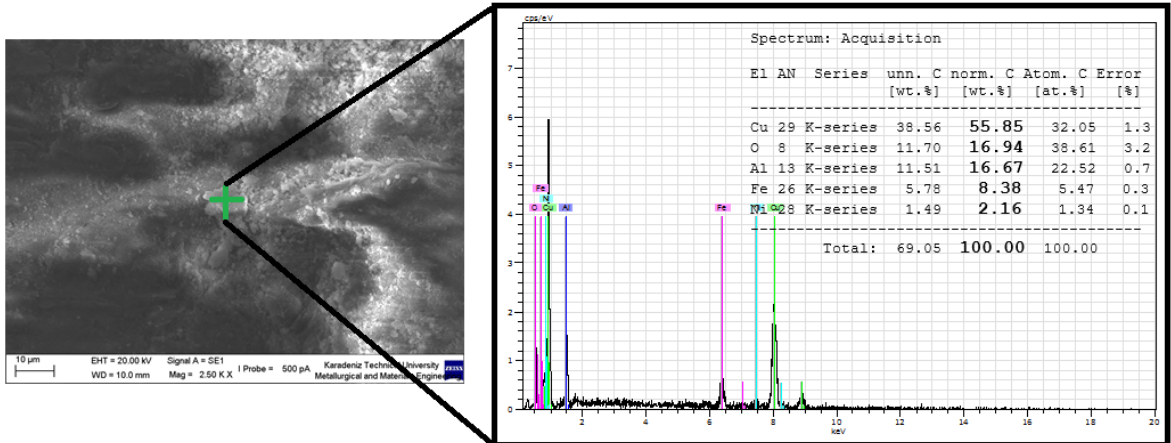 10 µm
EHT = 20.00 kV
WD = 10.0 mm
Signal A = SE1
Mag = 2.50 K X
I Probe = 500 pA
Karadeniz Technical University
Metallurgical and Materials Engineering
ZEISS
cps/eV
Spectrum: Acquisition
El AN Series unn. C norm. C Atom. C Error
[wt.%] [wt.%] [at.%] [%]
Cu 29 K-series 38.56 55.85 32.05 1.3
O 8 K-series 11.70 16.94 38.61 3.2
Al 13 K-series 11.51 16.67 22.52 0.7
Fe 26 K-series 5.78 8.38 5.47 0.3
Ni 28 K-series 1.49 2.16 1.34 0.1
Total: 69.05 100.00 100.00
7
6
5
4
3
2
1
0
Fe
Ni
O Cu Al Fe Cu
2 4 6 8 10 12 14 16 18 20
keV